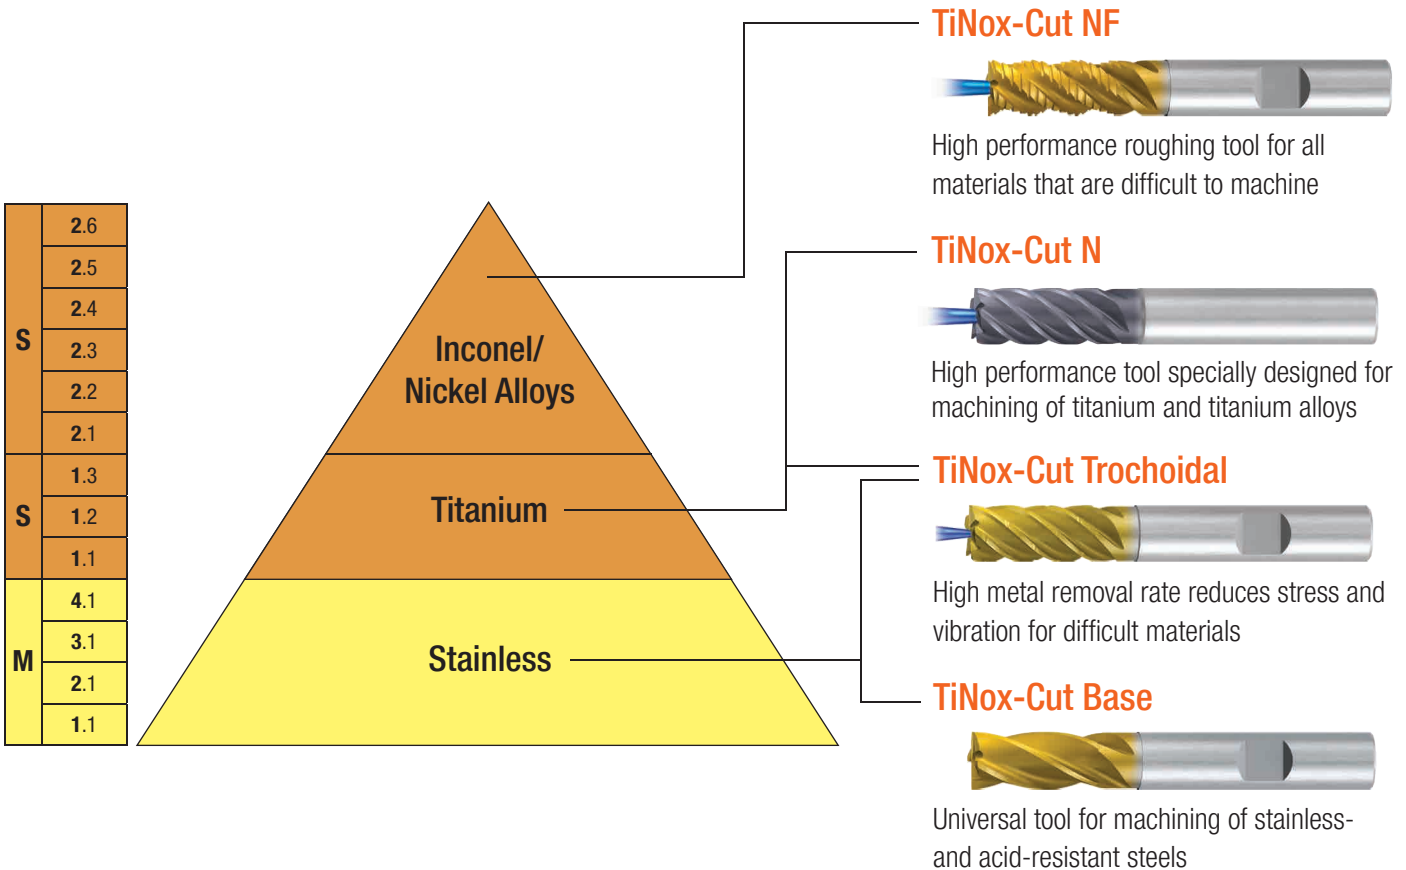 S
2.6
2.5
2.4
2.3
2.2
2.1
S
1.3
1.2
1.1
M
4.1
3.1
2.1
1.1
Inconel/
Nickel Alloys
Titanium
Stainless
TiNox-Cut NF
High performance roughing tool for all
materials that are difficult to machine
TiNox-Cut N
High performance tool specially designed for
machining of titanium and titanium alloys
TiNox-Cut Trochoidal
High metal removal rate reduces stress and
vibration for difficult materials
TiNox-Cut Base
Universal tool for machining of stainless-
and acid-resistant steels